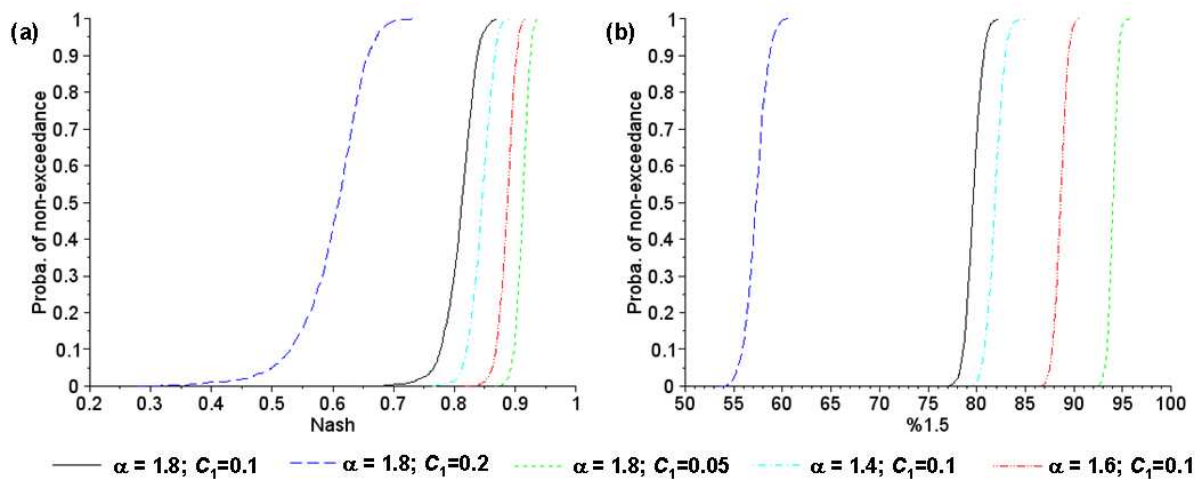 (a)
Proba. of non-exceedance
1
0.9
0.8
0.7
0.6
0.5
0.4
0.3
0.2
0.1
0
0.2 0.3 0.4 0.5 0.6 0.7 0.8 0.9 1
Nash
(b)
Proba. of non-exceedance
1
0.9
0.8
0.7
0.6
0.5
0.4
0.3
0.2
0.1
0
50 55 60 65 70 75 80 85 90 95 100
%1.5
α = 1.8; C₁=0.1 α = 1.8; C₁=0.2 α = 1.8; C₁=0.05 α = 1.4; C₁=0.1 α = 1.6; C₁=0.1